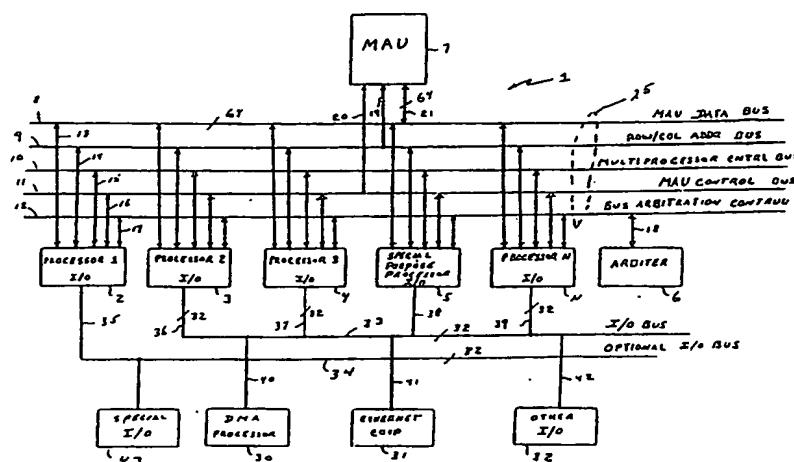 MAU
7
1
25
8
64
20
19
64
21
MAU DATA BUS
9
13
ROW/COL ADDR BUS
10
14
15
MULTIPROCESSOR CNTRL BUS
11
16
MAU CONTROL BUS
12
17
BUS ARBITRATION CONTROL
18
PROCESSOR 1 I/O
PROCESSOR 2 I/O
PROCESSOR 3 I/O
SPECIAL PURPOSE PROCESSOR I/O
PROCESSOR N I/O
ARBITER
2
3
4
5
N
6
35
36
32
37
32
38
39
32
33
32
I/O BUS
OPTIONAL I/O BUS
34
32
40
41
42
SPECIAL I/O
DMA PROCESSOR
ETHERNET CHIP
OTHER I/O
43
30
31
32